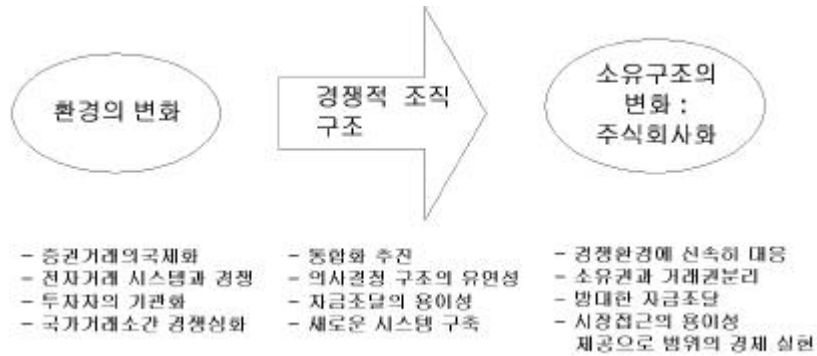 환경의 변화
경쟁적 조직
구조
소유구조의
변화 :
주식회사화
- 증권거래의국제화
- 전자거래 시스템과 경쟁
- 투자자의 기관화
- 국가거래소간 경쟁심화
- 통합화 추진
- 의사결정 구조의 유연성
- 자금조달의 용이성
- 새로운 시스템 구축
- 경쟁환경에 신속히 대응
- 소유권과 거래권분리
- 방대한 자금조달
- 시장접근의 용이성
제공으로 범위의 경제 실현